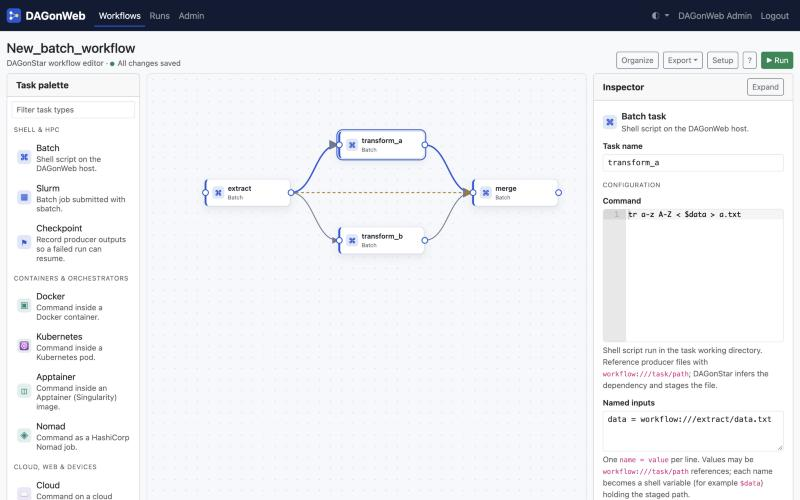 DAGonWeb
Workflows
Runs
Admin
DAGonWeb Admin
Logout
New_batch_workflow
DAGonStar workflow editor · All changes saved
Organize
Export
Setup
?
Run
Task palette
Filter task types
SHELL & HPC
Batch
Shell script on the
DAGonWeb host.
Slurm
Batch job submitted with
sbatch.
Checkpoint
Record producer outputs
so a failed run can
resume.
CONTAINERS & ORCHESTRATORS
Docker
Command inside a
Docker container.
Kubernetes
Command inside a
Kubernetes pod.
Apptainer
Command inside an
Apptainer (Singularity)
image.
Nomad
Command as a HashiCorp
Nomad job.
CLOUD, WEB & DEVICES
Cloud
Command on a cloud
transform_a
Batch
extract
Batch
merge
Batch
transform_b
Batch
Inspector
Expand
Batch task
Shell script on the DAGonWeb host.
Task name
transform_a
CONFIGURATION
Command
1 tr a-z A-Z < $data > a.txt
Shell script run in the task working directory.
Reference producer files with
workflow:///task/path; DAGonStar infers the
dependency and stages the file.
Named inputs
data = workflow:///extract/data.txt
One name = value per line. Values may be
workflow:///task/path references; each name
becomes a shell variable (for example $data)
holding the staged path.